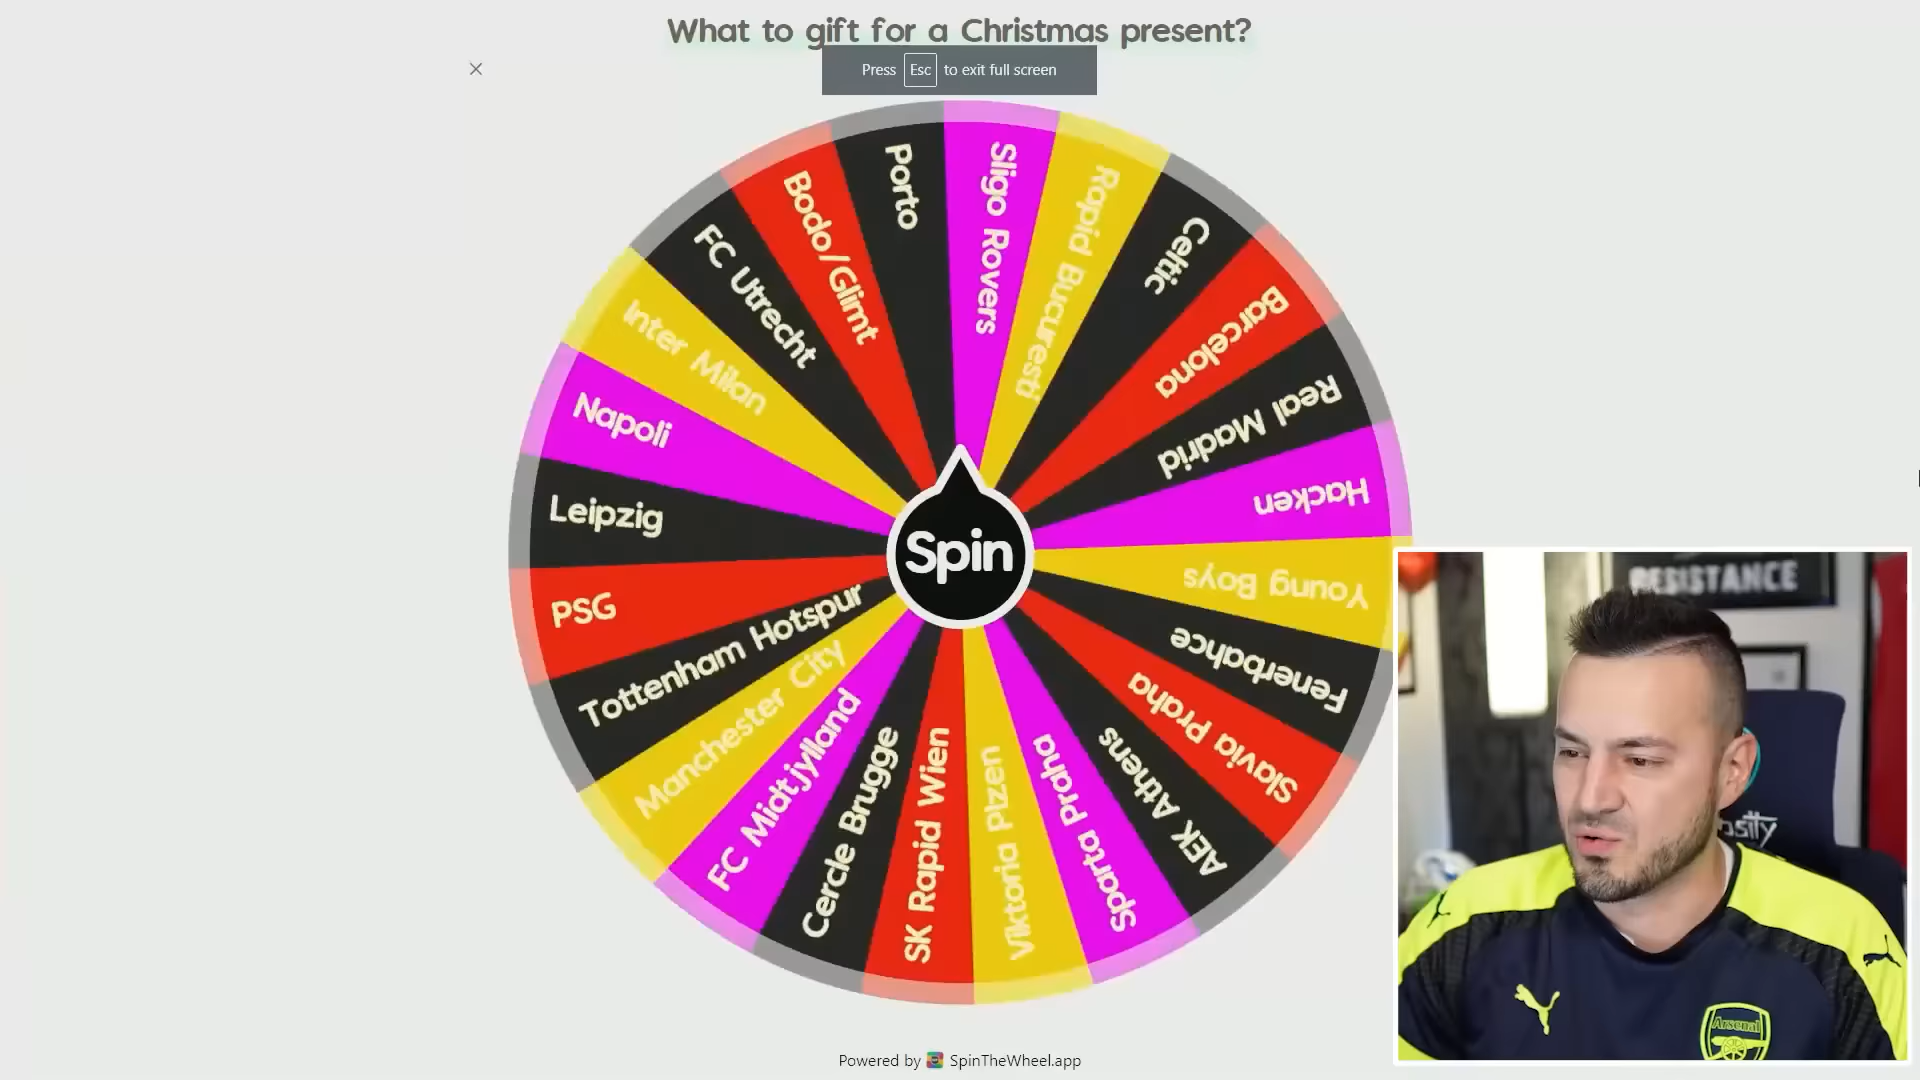 What to gift for a Christmas present?
Press Esc to exit full screen
Sligo Rovers
Rapid Bucuresti
Celtic
Barcelona
Real Madrid
Hacken
Young Boys
Fenerbahce
Slavia Praha
AEK Athens
Sparta Praha
Viktoria Plzen
SK Rapid Wien
Cercle Brugge
FC Midtjylland
Manchester City
Tottenham Hotspur
PSG
Leipzig
Napoli
Inter Milan
FC Utrecht
Bodo/Glimt
Porto
Spin
RESISTANCE
Arsenal
Powered by SpinTheWheel.app